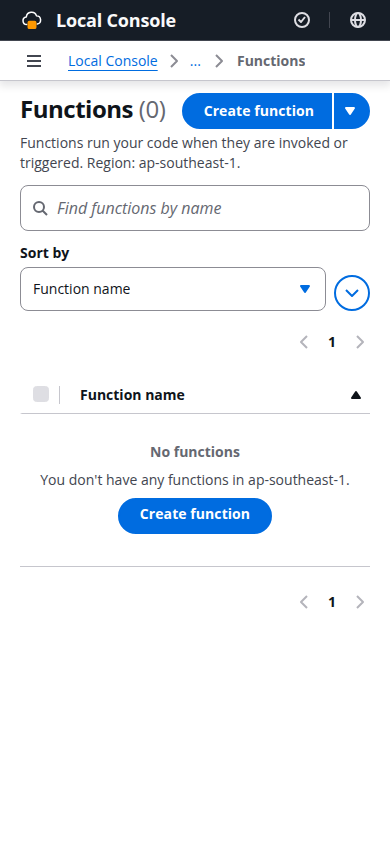 Local Console
Local Console
...
Functions
Functions (0)
Create function
Functions run your code when they are invoked or
triggered. Region: ap-southeast-1.
Find functions by name
Sort by
Function name
1
Function name
No functions
You don't have any functions in ap-southeast-1.
Create function
1